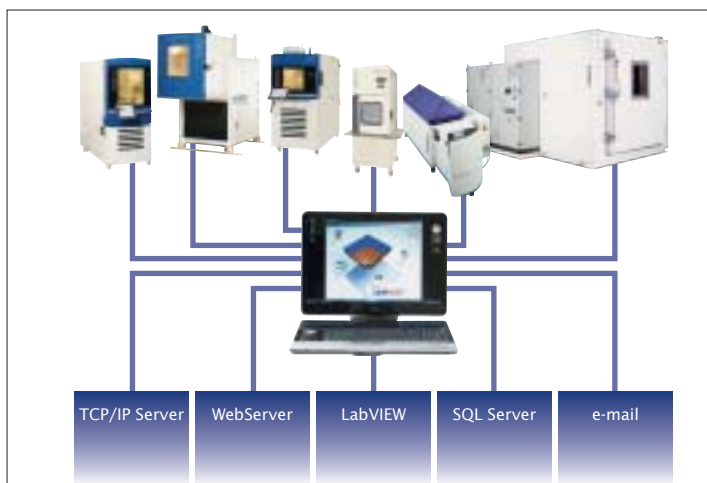 TCP/IP Server
WebServer
LabVIEW
SQL Server
e-mail